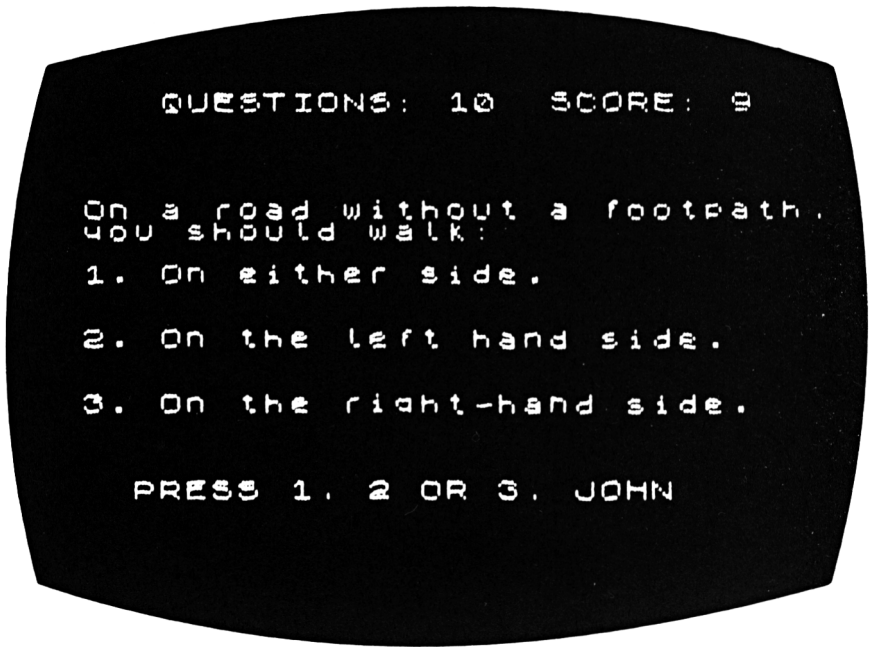 QUESTIONS: 10 SCORE: 9
On a road without a footpath,
you should walk:
1. On either side.
2. On the left hand side.
3. On the right-hand side.
PRESS 1, 2 OR 3, JOHN